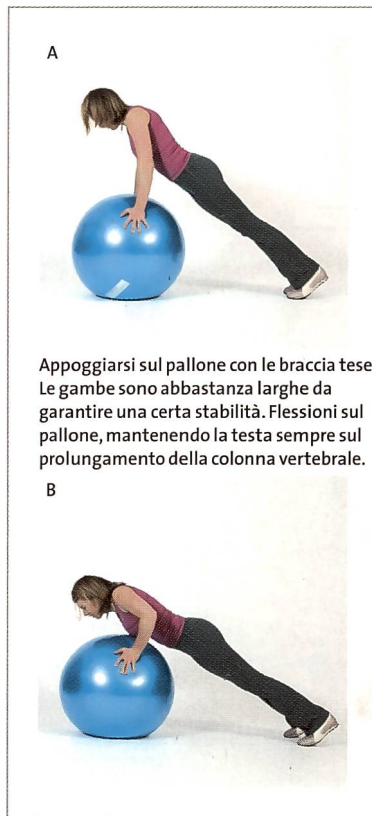 A
Appoggiarsi sul pallone con le braccia tese
Le gambe sono abbastanza larghe da
garantire una certa stabilità. Flessioni sul
pallone, mantenendo la testa sempre sul
prolungamento della colonna vertebrale.
B